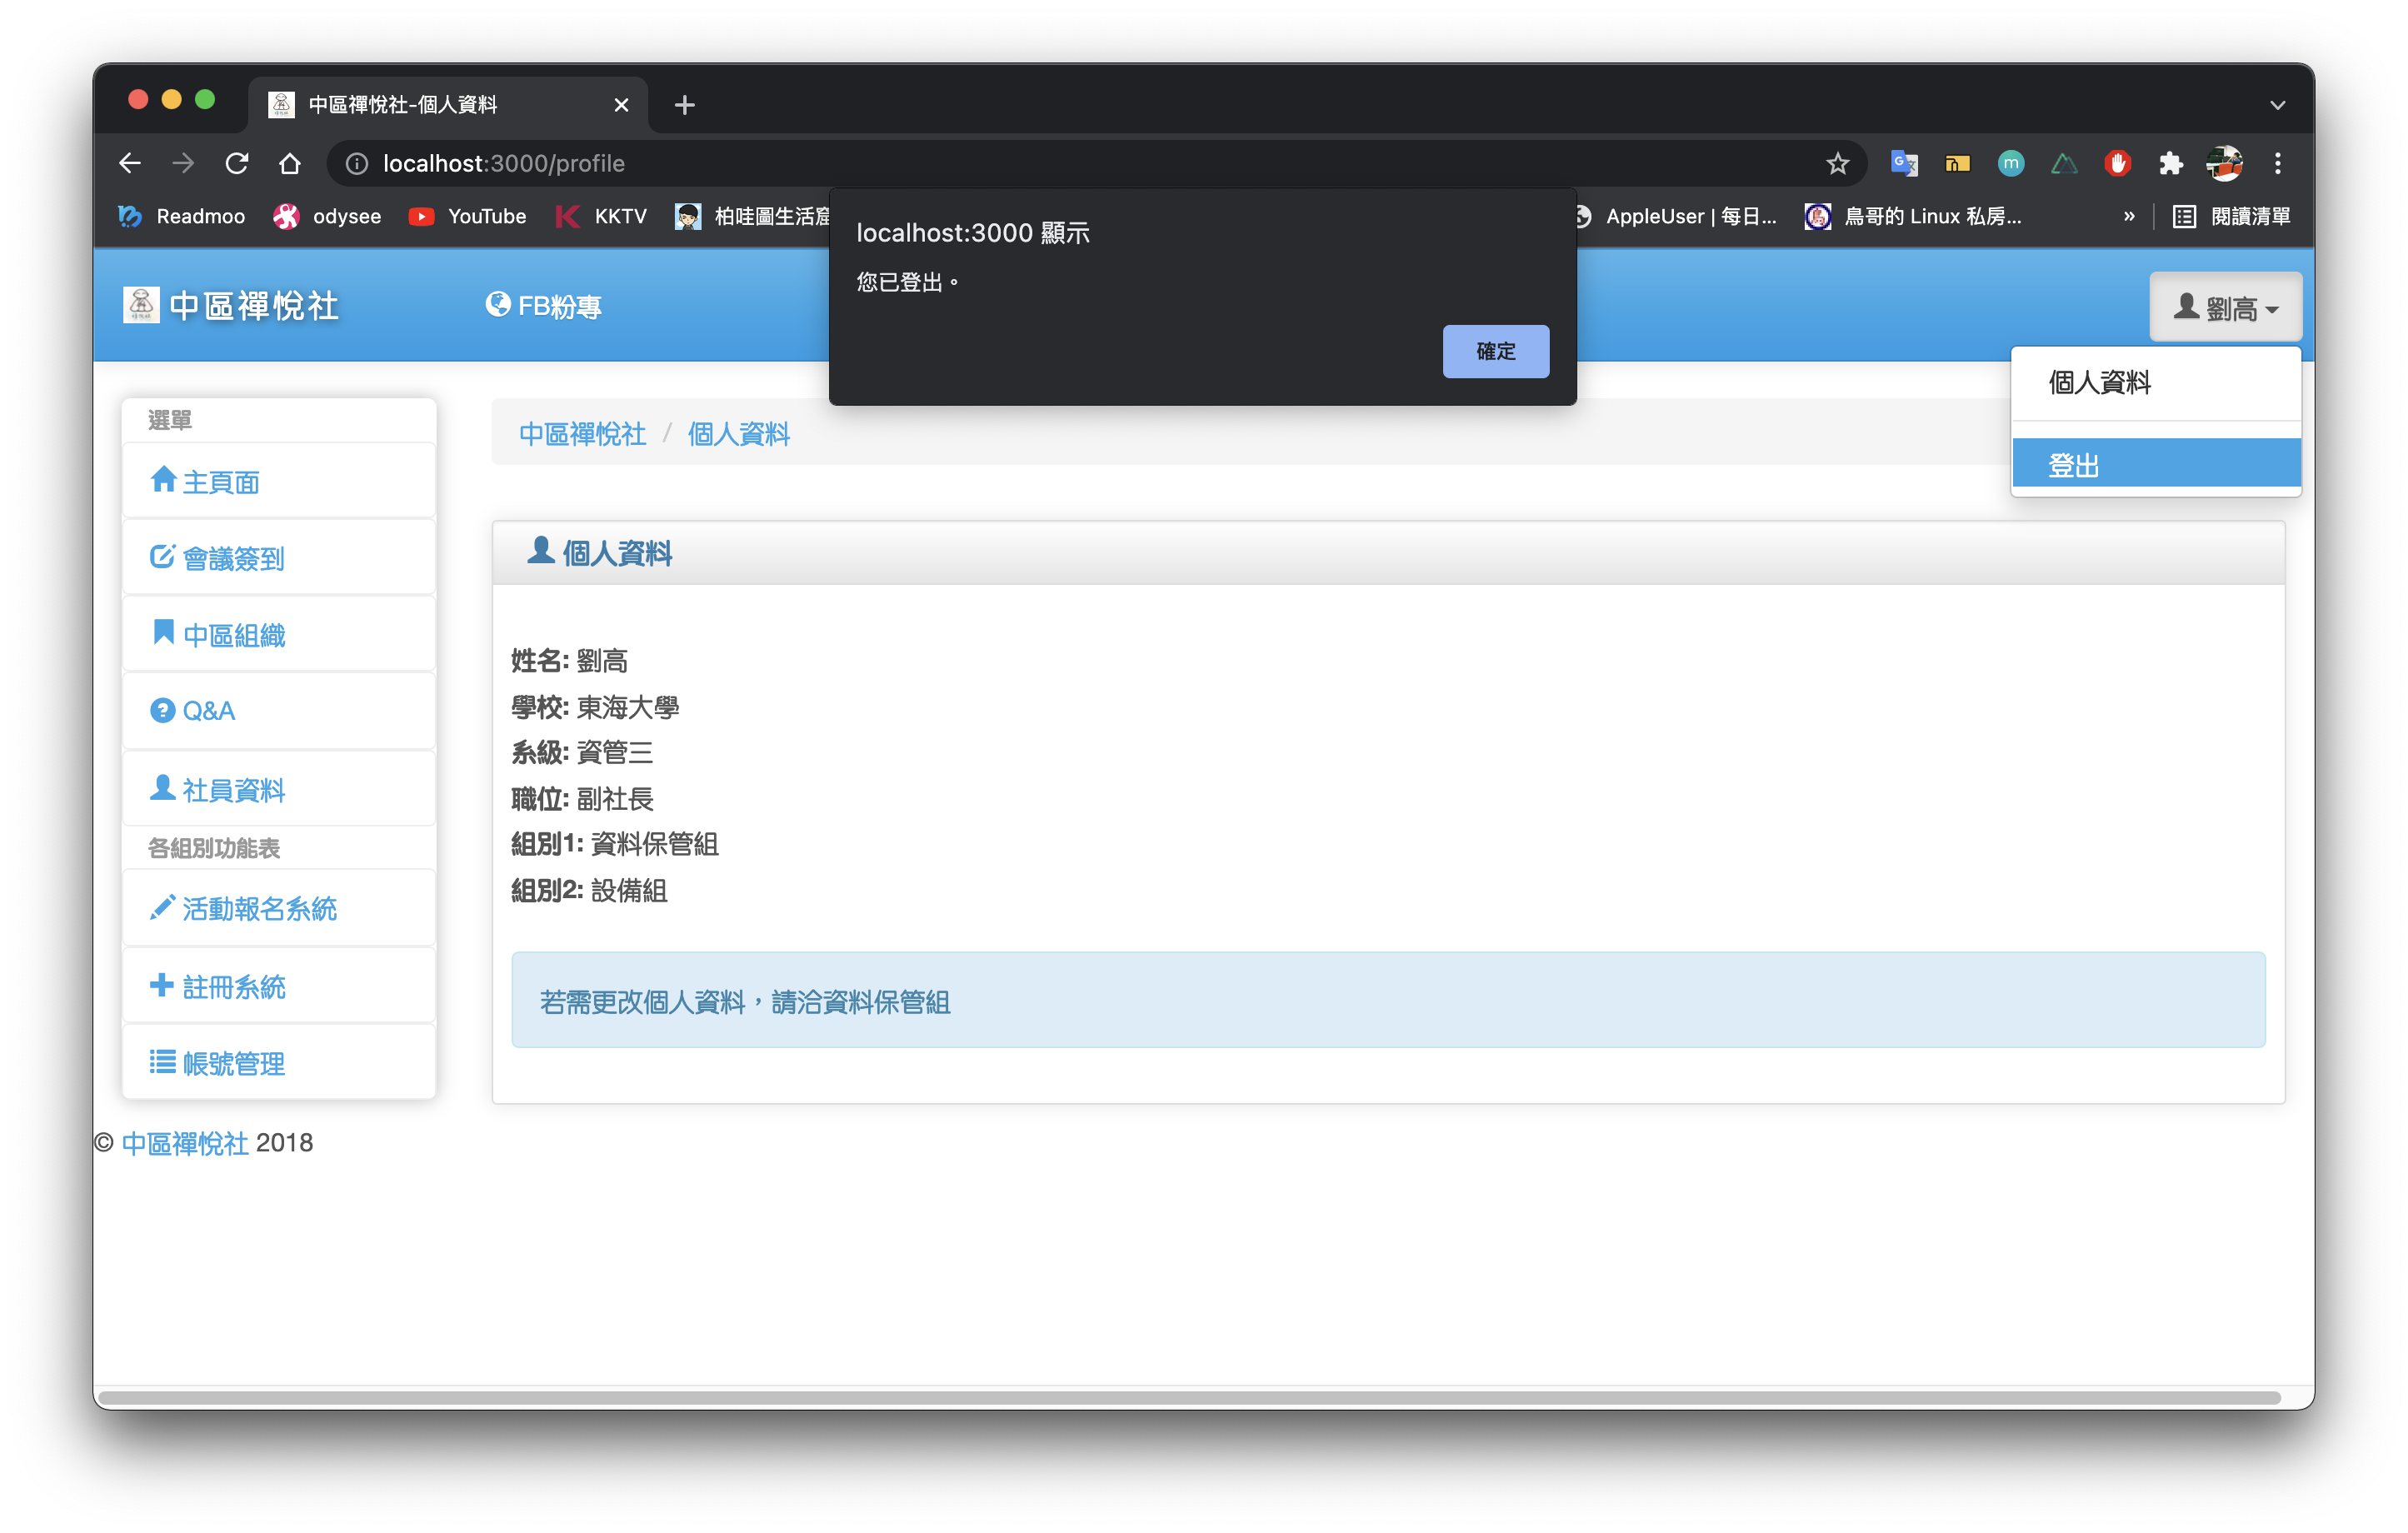 中區禪悅社-個人資料
localhost:3000/profile
Readmoo
odysee
YouTube
KKTV
柏哇圖生活窟
AppleUser | 每日...
鳥哥的 Linux 私房...
»
閱讀清單
localhost:3000 顯示
您已登出。
確定
中區禪悅社
FB粉專
劉高
個人資料
登出
選單
主頁面
會議簽到
中區組織
Q&A
社員資料
各組別功能表
活動報名系統
註冊系統
帳號管理
中區禪悅社 / 個人資料
個人資料
姓名: 劉高
學校: 東海大學
系級: 資管三
職位: 副社長
組別1: 資料保管組
組別2: 設備組
若需更改個人資料，請洽資料保管組
© 中區禪悅社 2018